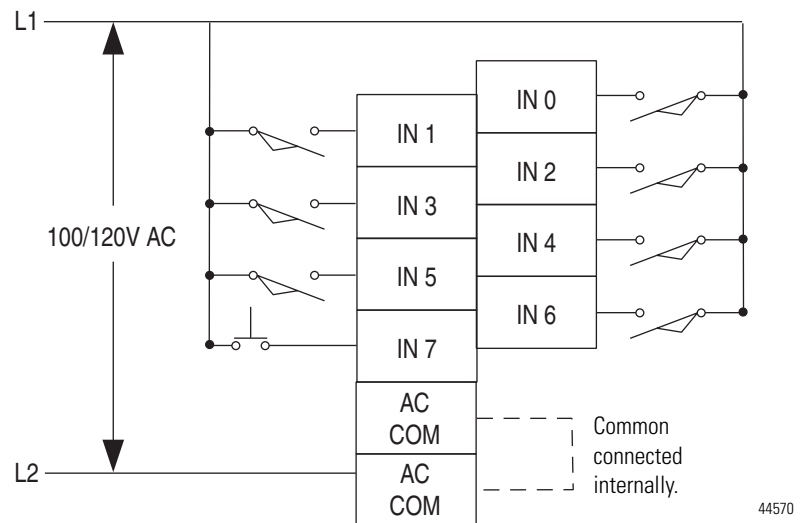 L1
IN 0
IN 1
IN 2
IN 3
100/120V AC
IN 4
IN 5
IN 6
IN 7
AC
COM
Common
connected
internally.
L2
AC
COM
44570